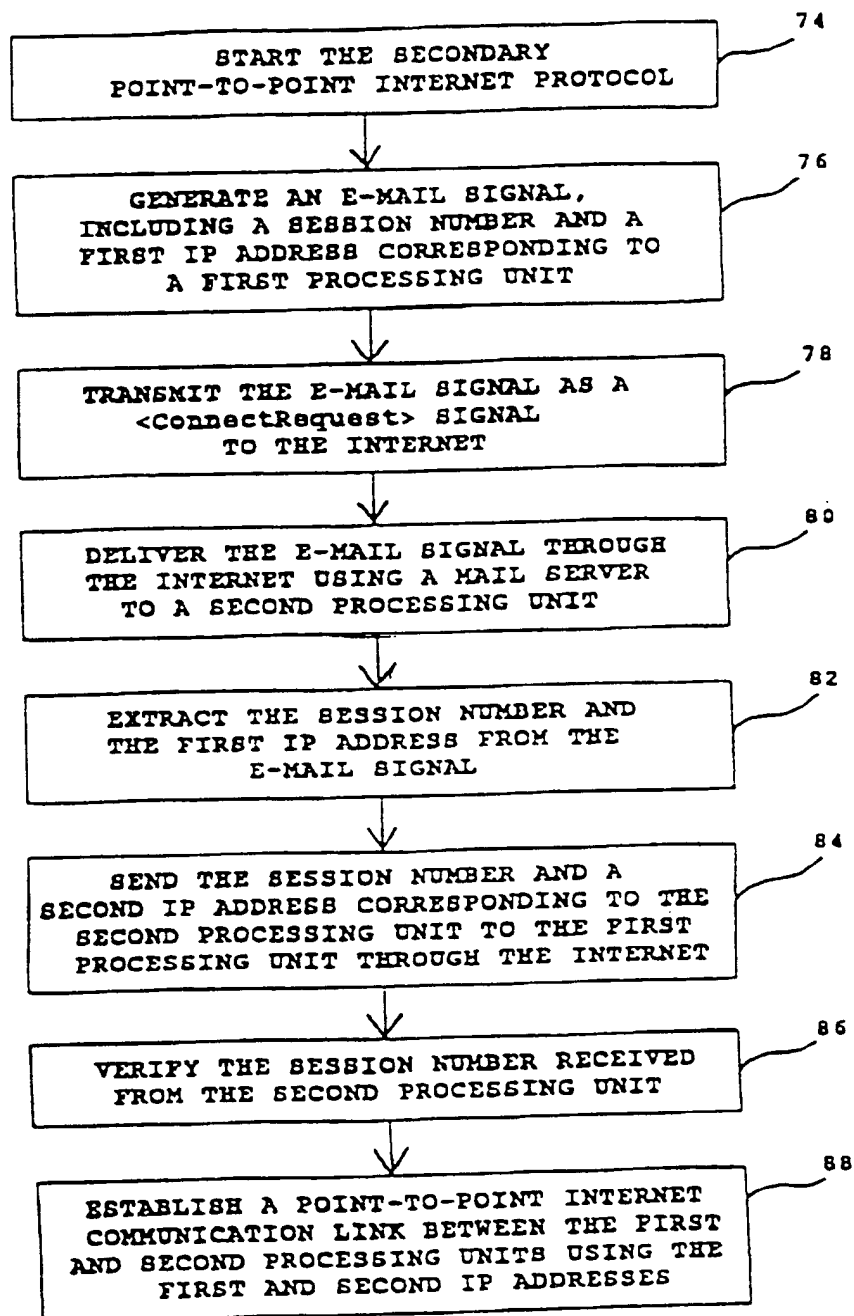 74
START THE SECONDARY
POINT-TO-POINT INTERNET PROTOCOL
76
GENERATE AN E-MAIL SIGNAL,
INCLUDING A SESSION NUMBER AND A
FIRST IP ADDRESS CORRESPONDING TO
A FIRST PROCESSING UNIT
78
TRANSMIT THE E-MAIL SIGNAL AS A
<ConnectRequest> SIGNAL
TO THE INTERNET
80
DELIVER THE E-MAIL SIGNAL THROUGH
THE INTERNET USING A MAIL SERVER
TO A SECOND PROCESSING UNIT
82
EXTRACT THE SESSION NUMBER AND
THE FIRST IP ADDRESS FROM THE
E-MAIL SIGNAL
84
SEND THE SESSION NUMBER AND A
SECOND IP ADDRESS CORRESPONDING TO THE
SECOND PROCESSING UNIT TO THE FIRST
PROCESSING UNIT THROUGH THE INTERNET
86
VERIFY THE SESSION NUMBER RECEIVED
FROM THE SECOND PROCESSING UNIT
88
ESTABLISH A POINT-TO-POINT INTERNET
COMMUNICATION LINK BETWEEN THE FIRST
AND SECOND PROCESSING UNITS USING THE
FIRST AND SECOND IP ADDRESSES